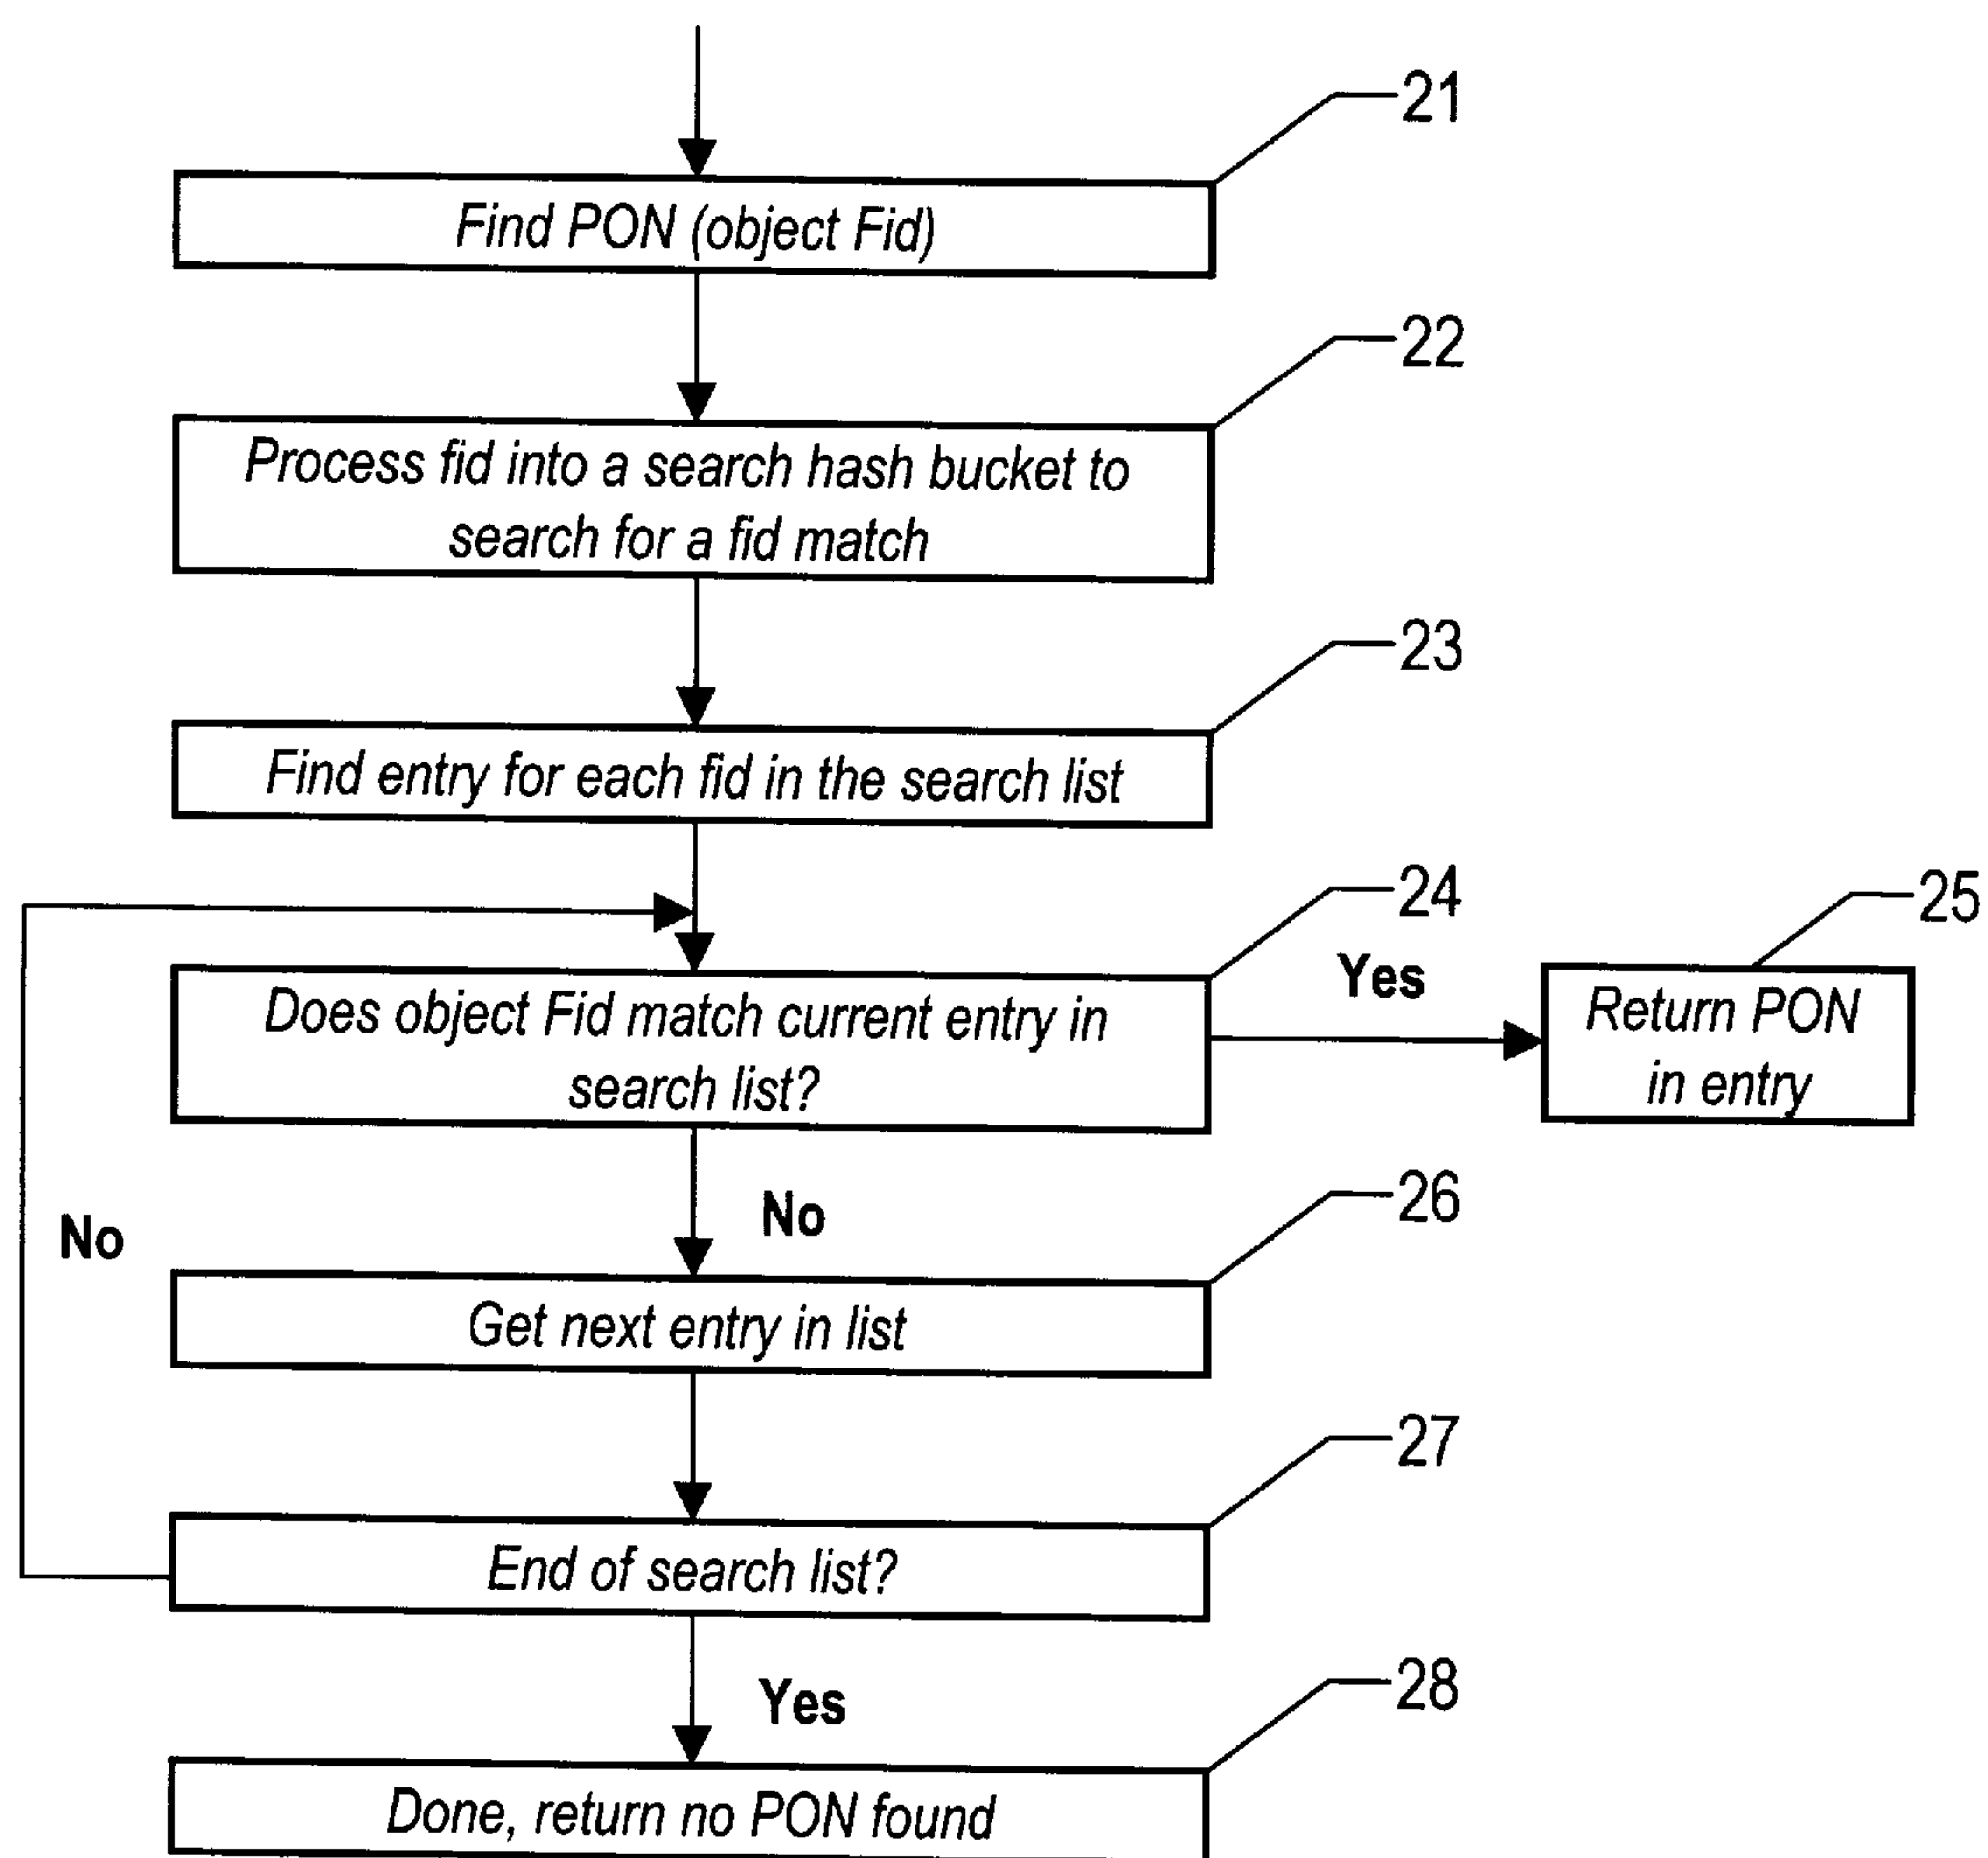 21
Find PON (object Fid)
22
Process fid into a search hash bucket to
search for a fid match
23
Find entry for each fid in the search list
24
25
Yes
Does object Fid match current entry in
search list?
Return PON
in entry
No
No
26
Get next entry in list
27
End of search list?
Yes
28
Done, return no PON found